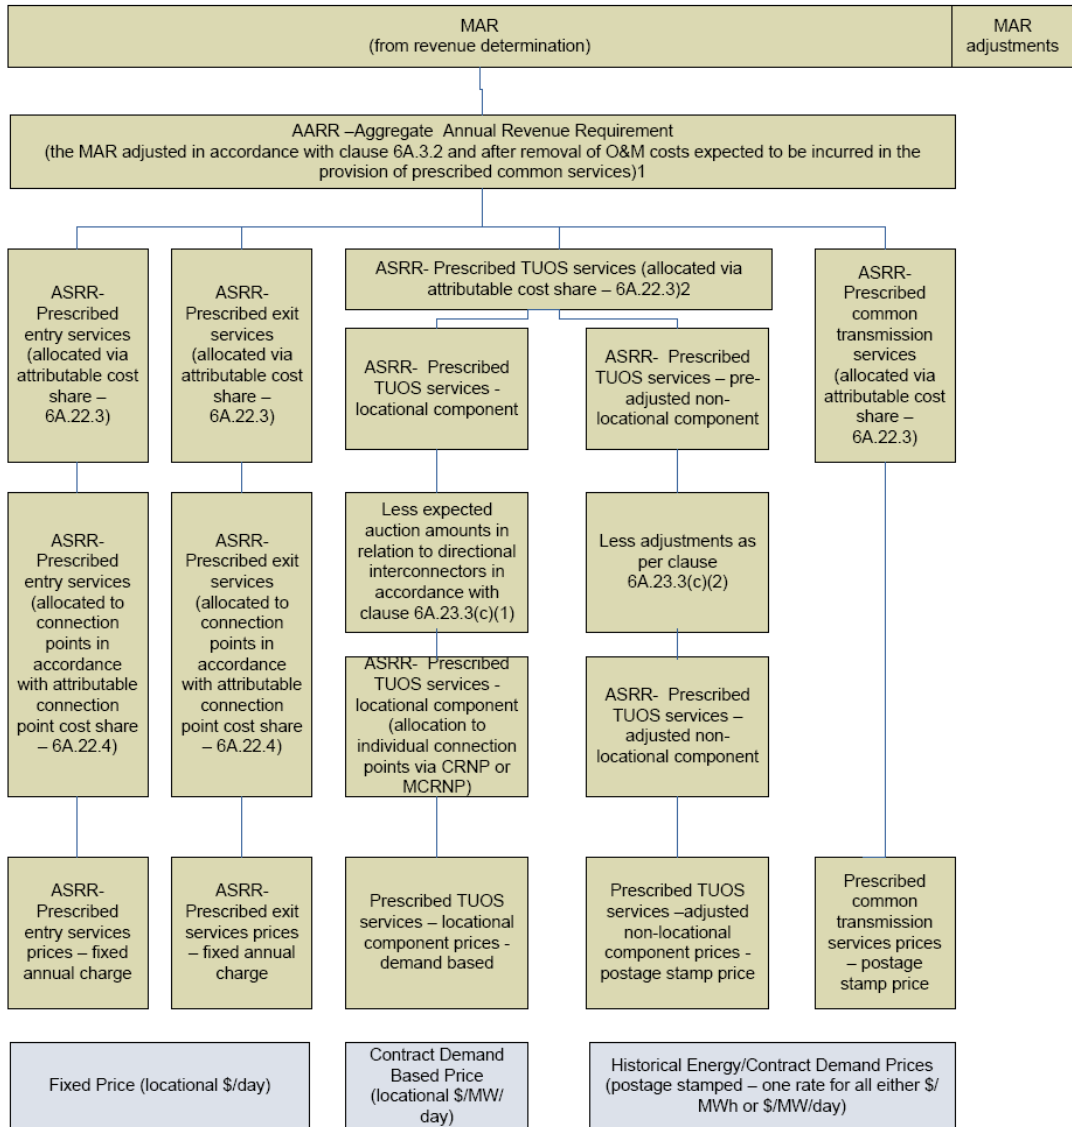 MAR
(from revenue determination)
MAR
adjustments
AARR –Aggregate  Annual Revenue Requirement
(the MAR adjusted in accordance with clause 6A.3.2 and after removal of O&M costs expected to be incurred in the
provision of prescribed common services)1
ASRR-
Prescribed
entry services
(allocated via
attributable cost
share –
6A.22.3)
ASRR-
Prescribed exit
services
(allocated via
attributable cost
share –
6A.22.3)
ASRR- Prescribed TUOS services (allocated via
attributable cost share – 6A.22.3)2
ASRR-
Prescribed
common
transmission
services
(allocated via
attributable cost
share –
6A.22.3)
ASRR-  Prescribed
TUOS services -
locational component
ASRR-  Prescribed
TUOS services – pre-
adjusted non-
locational component
ASRR-
Prescribed
entry services
(allocated to
connection
points in
accordance
with attributable
connection
point cost share
– 6A.22.4)
ASRR-
Prescribed exit
services
(allocated to
connection
points in
accordance
with attributable
connection
point cost share
– 6A.22.4)
Less expected
auction amounts in
relation to directional
interconnectors in
accordance with
clause 6A.23.3(c)(1)
Less adjustments as
per clause
6A.23.3(c)(2)
ASRR-  Prescribed
TUOS services -
locational component
(allocation to
individual connection
points via CRNP or
MCRNP)
ASRR-  Prescribed
TUOS services –
adjusted non-
locational component
ASRR-
Prescribed
entry services
prices – fixed
annual charge
ASRR-
Prescribed exit
services prices
– fixed annual
charge
Prescribed TUOS
services – locational
component prices -
demand based
Prescribed TUOS
services –adjusted
non-locational
component prices -
postage stamp price
Prescribed
common
transmission
services prices
– postage
stamp price
Fixed Price (locational $/day)
Contract Demand
Based Price
(locational $/MW/
day)
Historical Energy/Contract Demand Prices
(postage stamped – one rate for all either $/
MWh or $/MW/day)